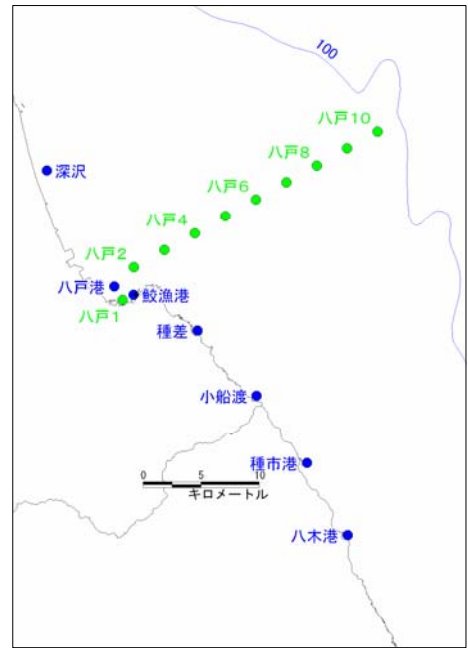 100
八戸10
八戸8
深沢
八戸6
八戸4
八戸2
八戸港
鮫漁港
八戸1
種差
小船渡
種市港
0 5 10
キロメートル
八木港